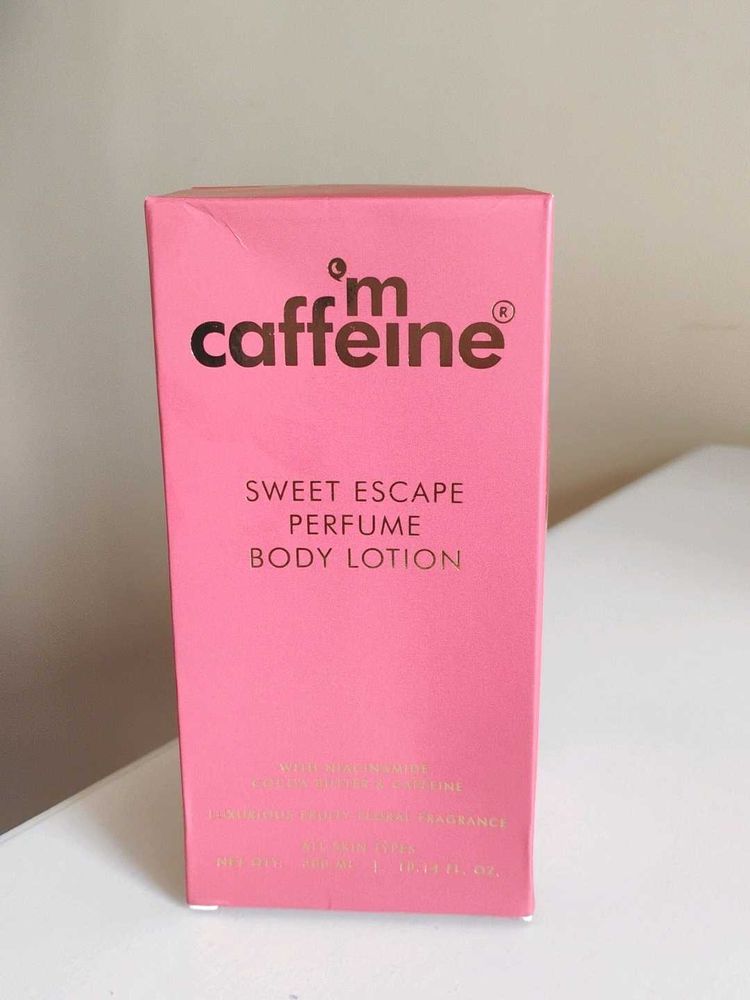 'm
caffeine®
SWEET ESCAPE
PERFUME
BODY LOTION
WITH NIACINAMIDE
COCOA BUTTER & CAFFEINE
LUXURIOUS FRUITY FLORAL FRAGRANCE
ALL SKIN TYPES
NET QTY. 300 ML | 10.14 FL. OZ.